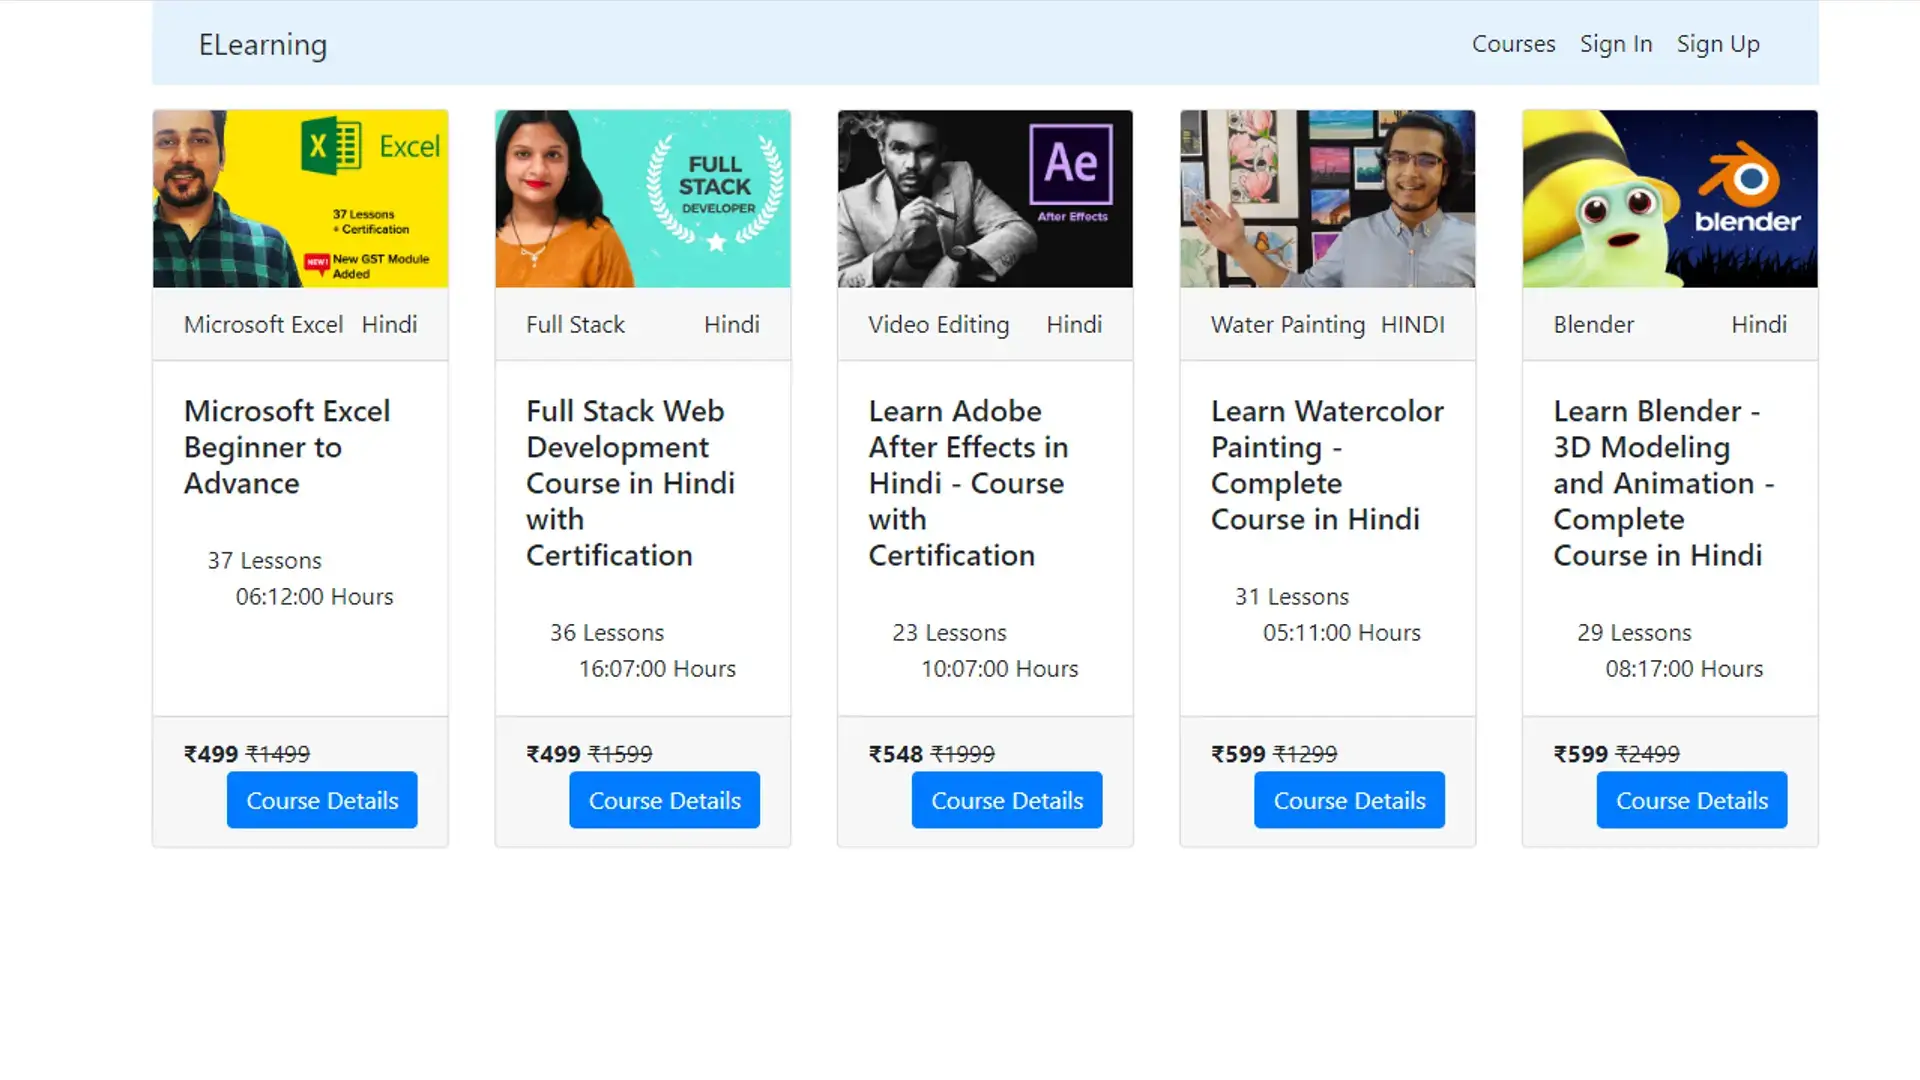 ELearning
Courses Sign In Sign Up
Excel
37 Lessons
+ Certification
NEW! New GST Module
Added
Microsoft Excel Hindi
Microsoft Excel
Beginner to
Advance
37 Lessons
06:12:00 Hours
₹499 ₹1499
Course Details
FULL
STACK
DEVELOPER
Full Stack Hindi
Full Stack Web
Development
Course in Hindi
with
Certification
36 Lessons
16:07:00 Hours
₹499 ₹1599
Course Details
Ae
After Effects
Video Editing Hindi
Learn Adobe
After Effects in
Hindi - Course
with
Certification
23 Lessons
10:07:00 Hours
₹548 ₹1999
Course Details
Water Painting HINDI
Learn Watercolor
Painting -
Complete
Course in Hindi
31 Lessons
05:11:00 Hours
₹599 ₹1299
Course Details
blender
Blender Hindi
Learn Blender -
3D Modeling
and Animation -
Complete
Course in Hindi
29 Lessons
08:17:00 Hours
₹599 ₹2499
Course Details